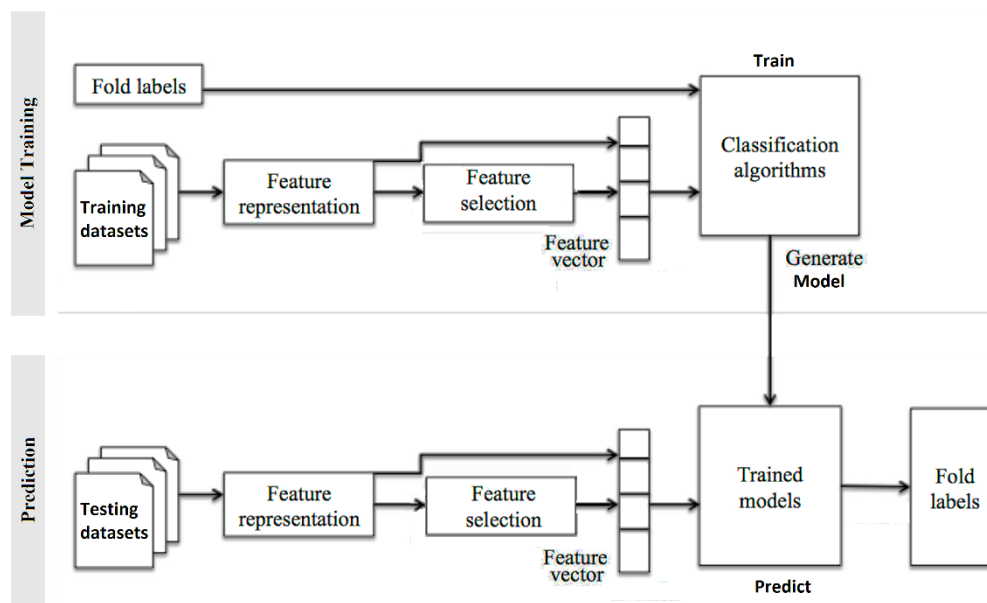 Model Training
Train
Fold labels
Classification
algorithms
Training
datasets
Feature
representation
Feature
selection
Feature
vector
Generate
Model
Prediction
Testing
datasets
Feature
representation
Feature
selection
Feature
vector
Trained
models
Fold
labels
Predict